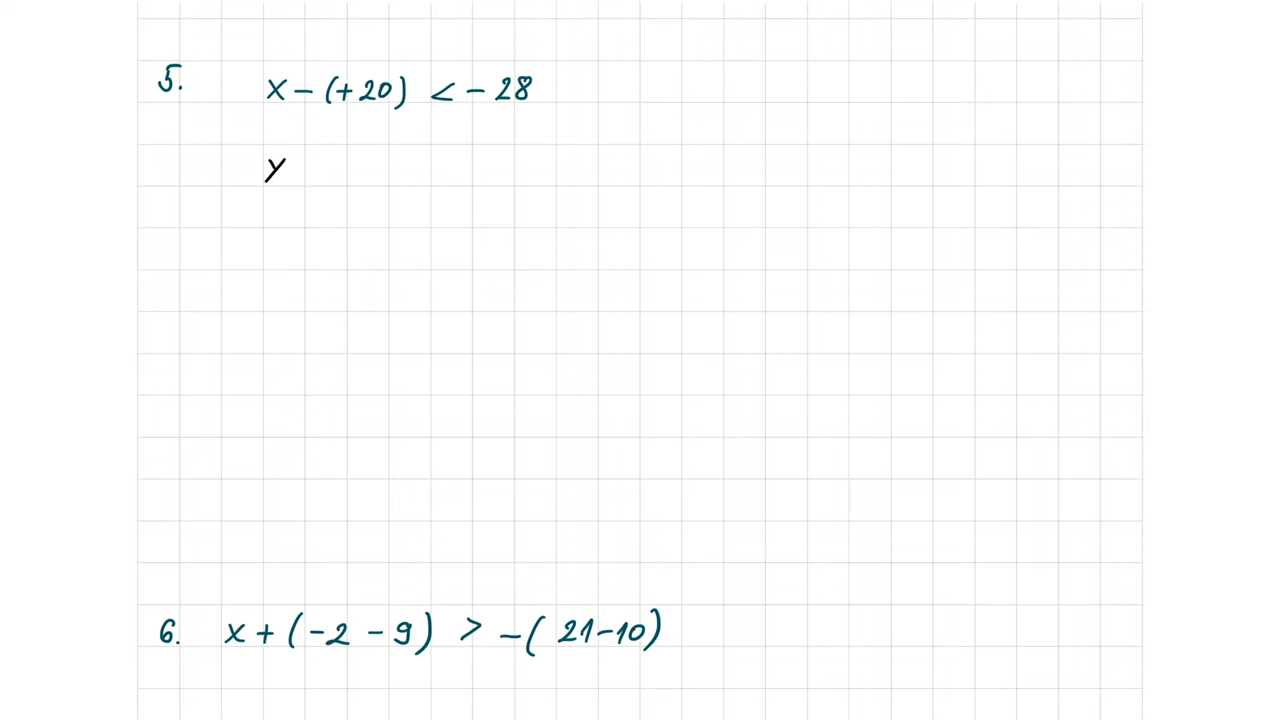 5. x - (+20) < - 28
y
6. x + (-2 - 9) > - ( 21-10)